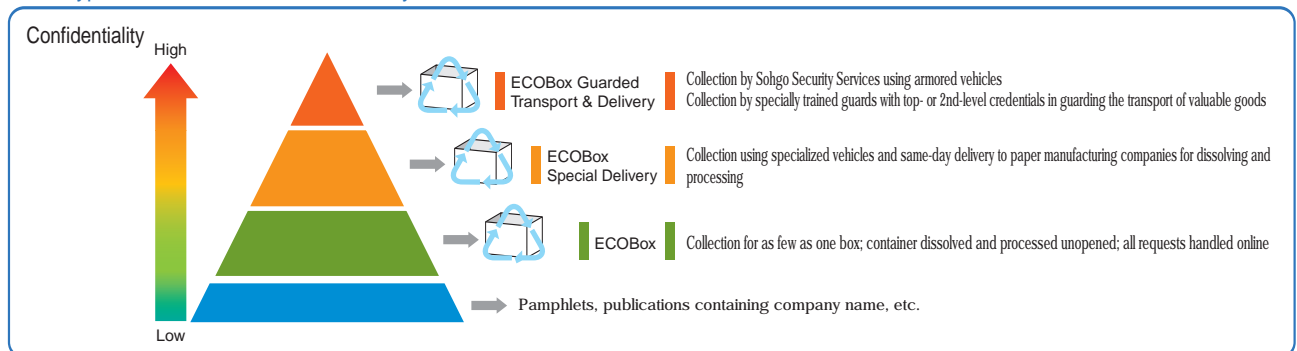 Confidentiality
High
ECOBox Guarded
Transport & Delivery
Collection by Sohgo Security Services using armored vehicles
Collection by specially trained guards with top- or 2nd-level credentials in guarding the transport of valuable goods
ECOBox
Special Delivery
Collection using specialized vehicles and same-day delivery to paper manufacturing companies for dissolving and
processing
ECOBox
Collection for as few as one box; container dissolved and processed unopened; all requests handled online
Pamphlets, publications containing company name, etc.
Low